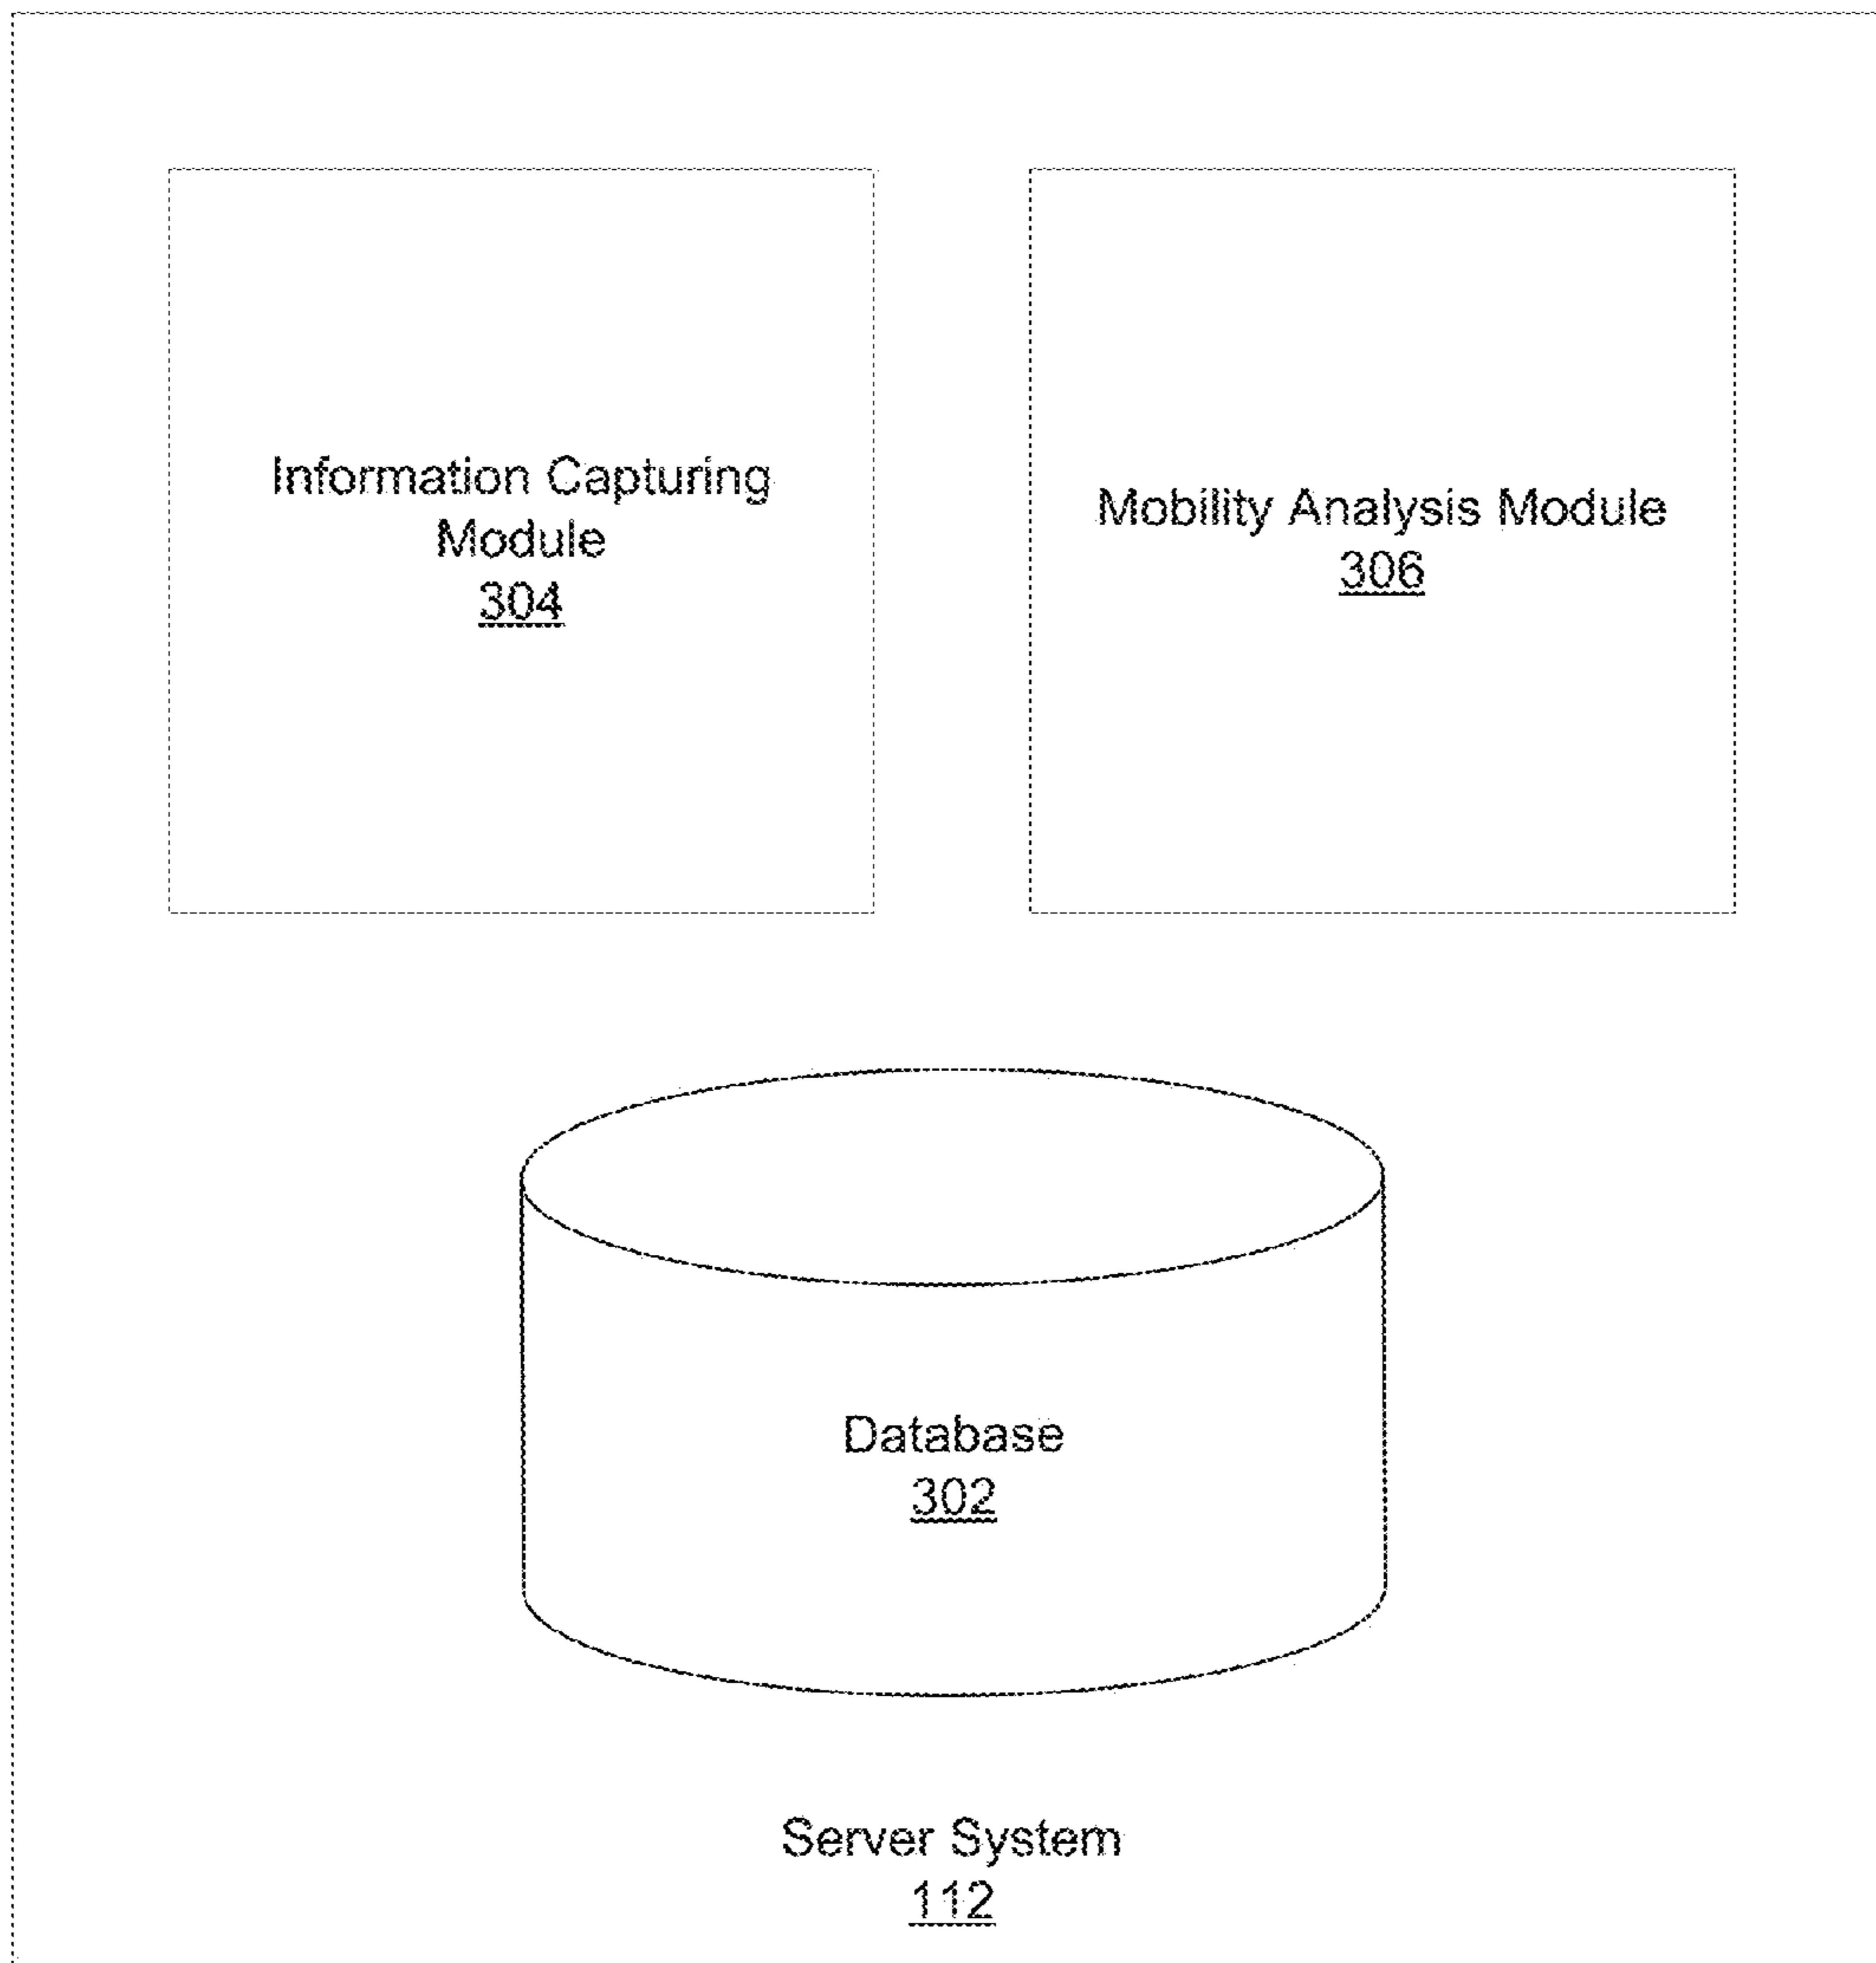 Information Capturing
Module
304
Mobility Analysis Module
306
Database
302
Server System
112